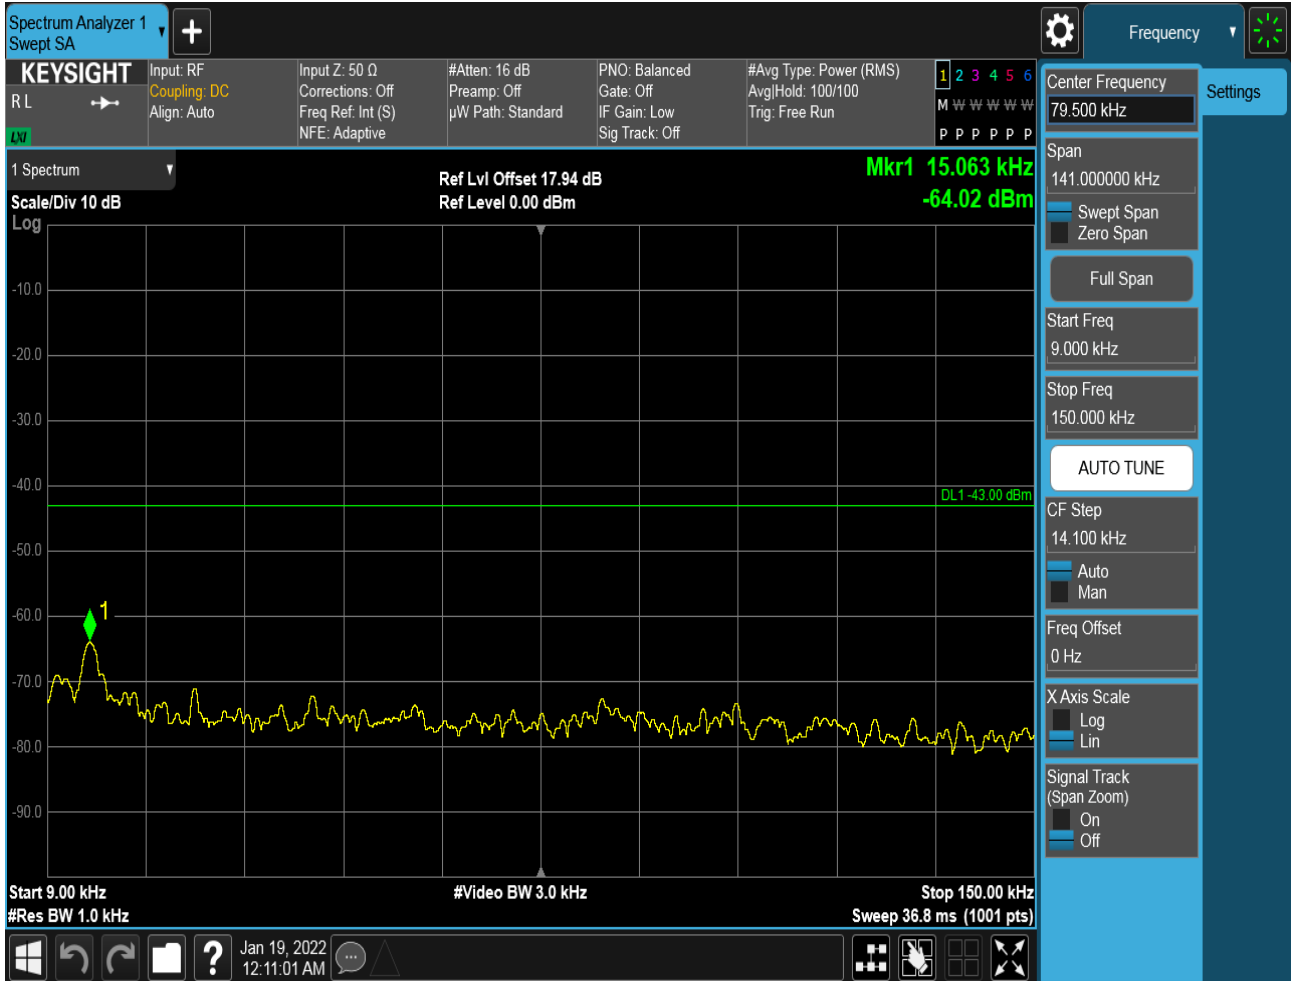 Spectrum Analyzer 1
Swept SA
Frequency
KEYSIGHT
R L
LXI
Input: RF
Coupling: DC
Align: Auto
Input Z: 50 Ω
Corrections: Off
Freq Ref: Int (S)
NFE: Adaptive
#Atten: 16 dB
Preamp: Off
µW Path: Standard
PNO: Balanced
Gate: Off
IF Gain: Low
Sig Track: Off
#Avg Type: Power (RMS)
Avg|Hold: 100/100
Trig: Free Run
1 2 3 4 5 6
M W W W W W
P P P P P P
1 Spectrum
Scale/Div 10 dB
Log
Ref Lvl Offset 17.94 dB
Ref Level 0.00 dBm
Mkr1 15.063 kHz
-64.02 dBm
-10.0
-20.0
-30.0
-40.0
DL1 -43.00 dBm
-50.0
-60.0
1
-70.0
-80.0
-90.0
Start 9.00 kHz
#Res BW 1.0 kHz
#Video BW 3.0 kHz
Stop 150.00 kHz
Sweep 36.8 ms (1001 pts)
Jan 19, 2022
12:11:01 AM
?
Center Frequency
79.500 kHz
Span
141.000000 kHz
Swept Span
Zero Span
Full Span
Start Freq
9.000 kHz
Stop Freq
150.000 kHz
AUTO TUNE
CF Step
14.100 kHz
Auto
Man
Freq Offset
0 Hz
X Axis Scale
Log
Lin
Signal Track
(Span Zoom)
On
Off
Settings